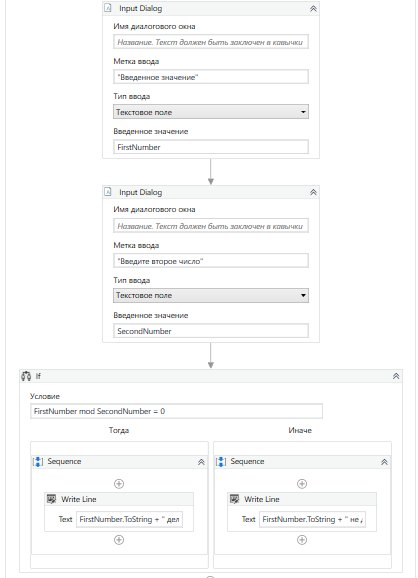 Input Dialog
Имя диалогового окна
Название. Текст должен быть заключен в кавычки
Метка ввода
"Введенное значение"
Тип ввода
Текстовое поле
Введенное значение
FirstNumber
Input Dialog
Имя диалогового окна
Название. Текст должен быть заключен в кавычки
Метка ввода
"Введите второе число"
Тип ввода
Текстовое поле
Введенное значение
SecondNumber
If
Условие
FirstNumber mod SecondNumber = 0
Тогда
Иначе
Sequence
Sequence
Write Line
Write Line
Text FirstNumber.ToString + " дел
Text FirstNumber.ToString + " не